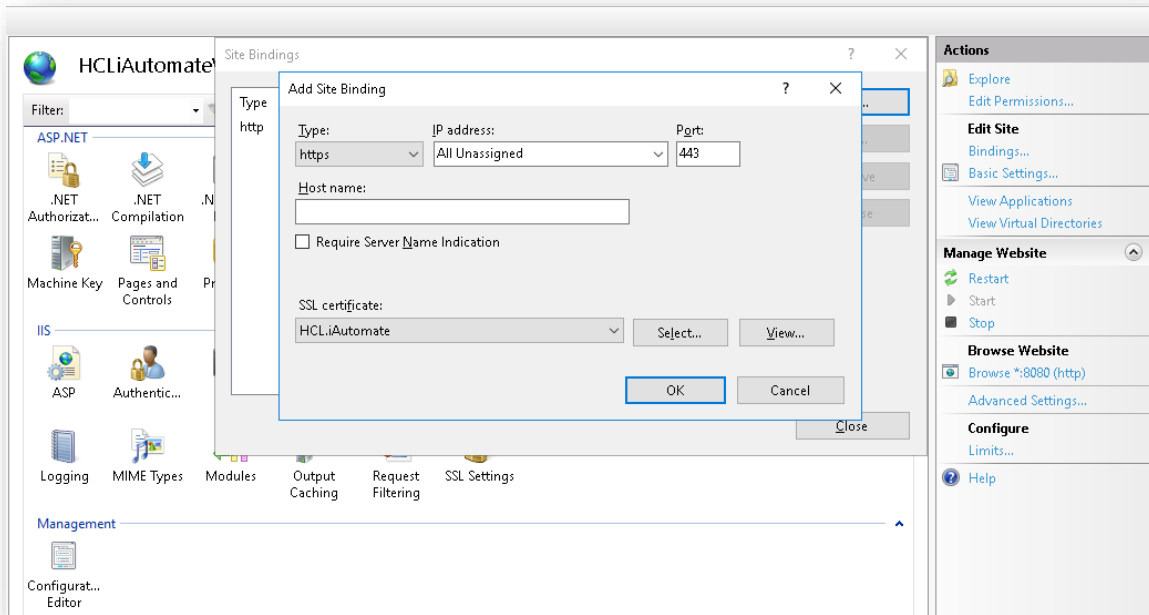 HCLiAutomateW
Filter:
ASP.NET
.NET
Authorizat...
.NET
Compilation
.N
Machine Key
Pages and
Controls
Pr
IIS
ASP
Authentic...
Logging
MIME Types
Modules
Output
Caching
Request
Filtering
SSL Settings
Management
Configurat...
Editor
Site Bindings
?
Type
http
...
ve
se
Close
Add Site Binding
?
Type:
IP address:
Port:
https
All Unassigned
443
Host name:
Require Server Name Indication
SSL certificate:
HCL.iAutomate
Select...
View...
OK
Cancel
Actions
Explore
Edit Permissions...
Edit Site
Bindings...
Basic Settings...
View Applications
View Virtual Directories
Manage Website
Restart
Start
Stop
Browse Website
Browse *:8080 (http)
Advanced Settings...
Configure
Limits...
Help